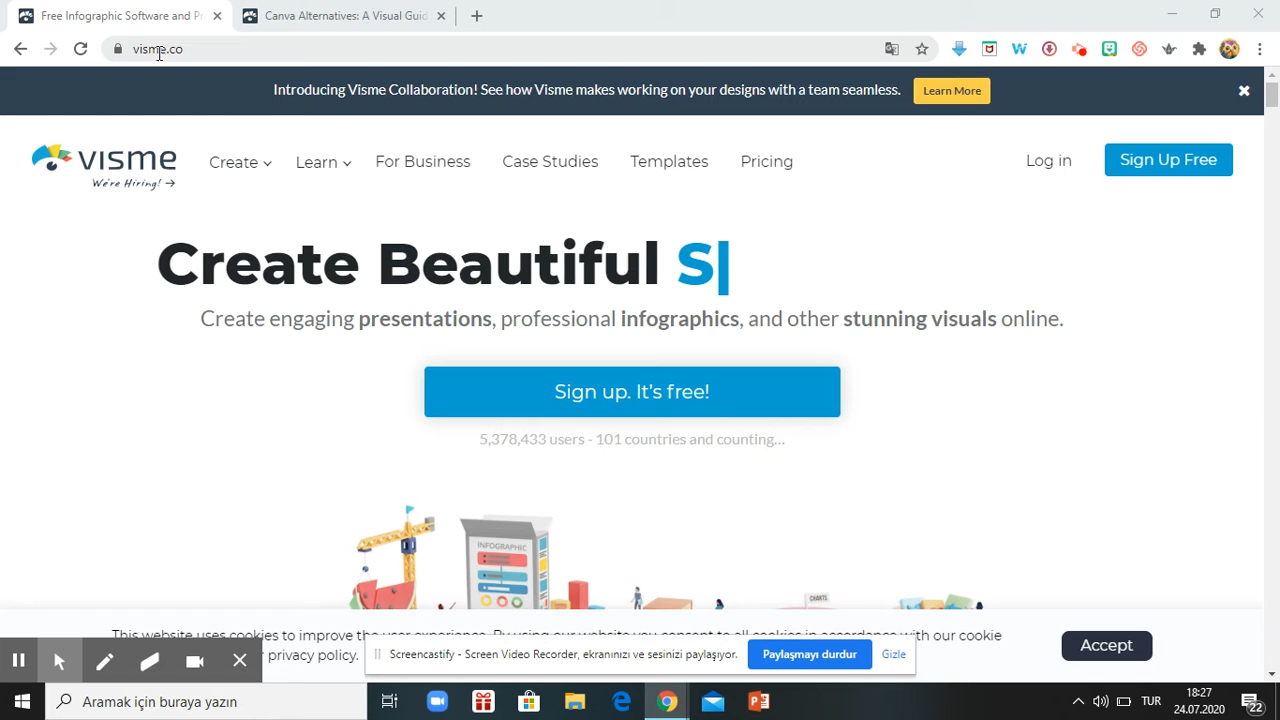 Free Infographic Software and Pr
Canva Alternatives: A Visual Guid
visme.co
Introducing Visme Collaboration! See how Visme makes working on your designs with a team seamless.
Learn More
visme
We're Hiring! →
Create
Learn
For Business
Case Studies
Templates
Pricing
Log in
Sign Up Free
Create Beautiful S|
Create engaging presentations, professional infographics, and other stunning visuals online.
Sign up. It's free!
5,378,433 users - 101 countries and counting...
INFOGRAPHIC
CHARTS
This website uses cookies to improve the user experience. By using our website you consent to all cookies in accordance with our cookie
privacy policy.
Accept
Screencastify - Screen Video Recorder, ekranınızı ve sesinizi paylaşıyor.
Paylaşmayı durdur
Gizle
Aramak için buraya yazın
TUR
18:27
24.07.2020
22